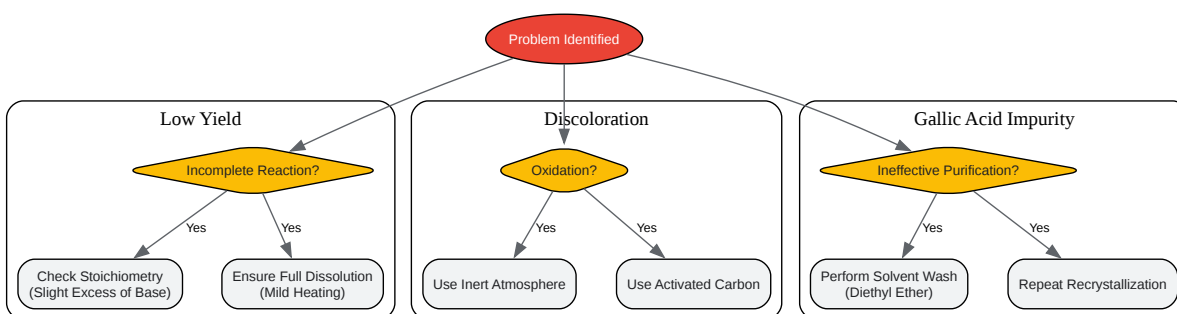 Problem Identified
Low Yield
Discoloration
Gallic Acid Impurity
Incomplete Reaction?
Oxidation?
Ineffective Purification?
Yes
Yes
Yes
Yes
Yes
Yes
Check Stoichiometry
(Slight Excess of Base)
Ensure Full Dissolution
(Mild Heating)
Use Inert Atmosphere
Use Activated Carbon
Perform Solvent Wash
(Diethyl Ether)
Repeat Recrystallization